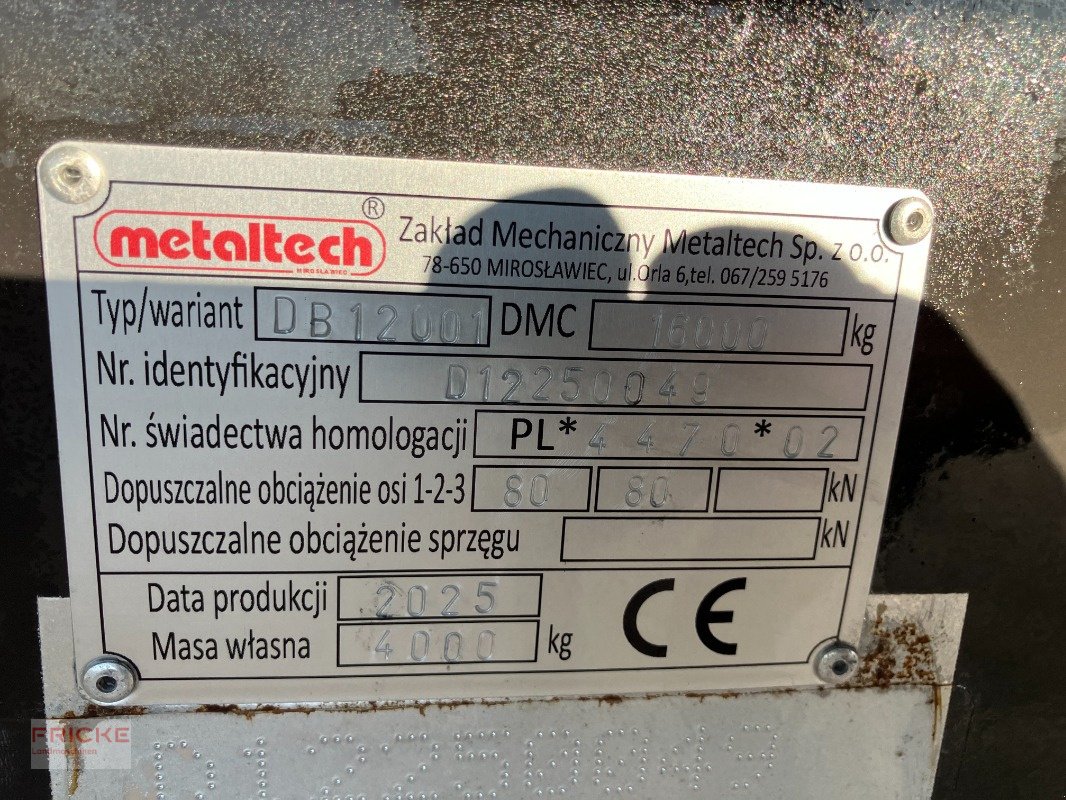 metaltech ®
MIROSŁAWIEC
Zakład Mechaniczny Metaltech Sp. z o.o.
78-650 MIROSŁAWIEC, ul.Orla 6,tel. 067/259 5176
Typ/wariant DB12001 DMC 16000 kg
Nr. identyfikacyjny D12250049
Nr. świadectwa homologacji PL*4470*02
Dopuszczalne obciążenie osi 1-2-3 80 80 kN
Dopuszczalne obciążenie sprzęgu kN
Data produkcji 2025
Masa własna 4000 kg
CE
FRICKE
Landmaschinen
D12250049